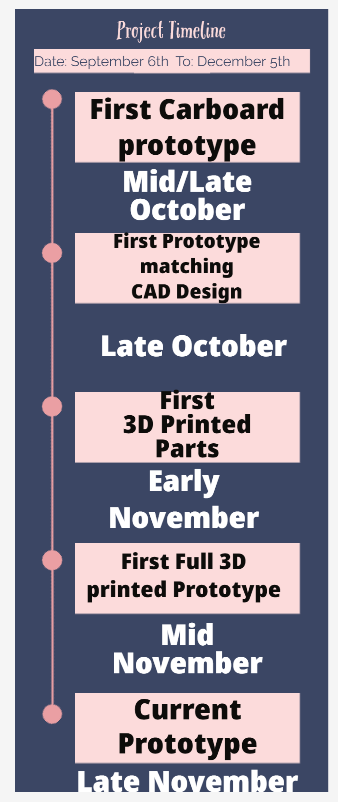 Project Timeline
Date: September 6th  To: December 5th
First Carboard
prototype
Mid/Late
October
First Prototype
matching
CAD Design
Late October
First
3D Printed
Parts
Early
November
First Full 3D
printed Prototype
Mid
November
Current
Prototype
Late November